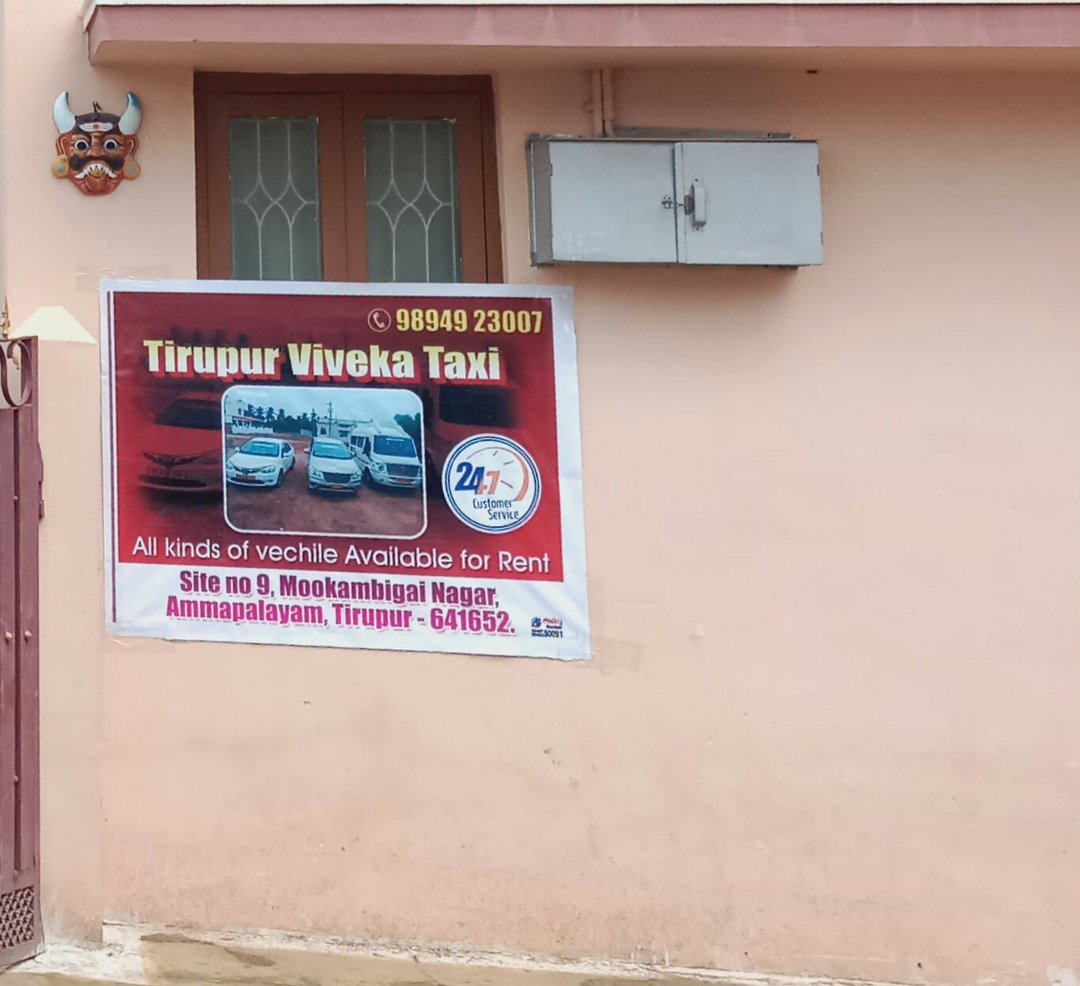 98949 23007
Tirupur Viveka Taxi
24-7
Customer
Service
All kinds of vechile Available for Rent
Site no 9, Mookambigai Nagar,
Ammapalayam, Tirupur - 641652.